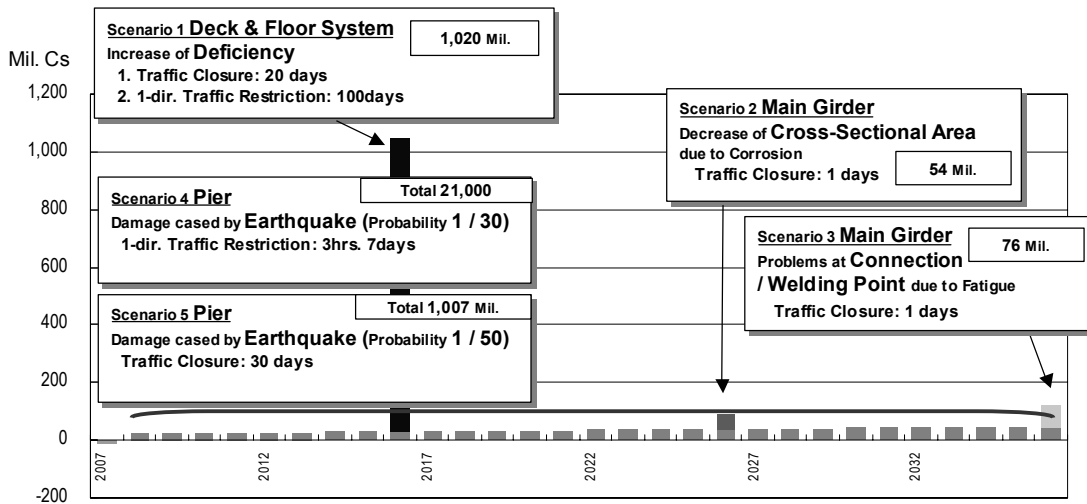 Mil. Cs
1,200
1,000
800
600
400
200
0
-200
Scenario 1 Deck & Floor System
Increase of Deficiency
1. Traffic Closure: 20 days
2. 1-dir. Traffic Restriction: 100days
1,020 Mil.
Scenario 2 Main Girder
Decrease of Cross-Sectional Area
due to Corrosion
Traffic Closure: 1 days
54 Mil.
Scenario 4 Pier
Total 21,000
Damage cased by Earthquake (Probability 1 / 30)
1-dir. Traffic Restriction: 3hrs. 7days
Scenario 3 Main Girder
76 Mil.
Problems at Connection
/ Welding Point due to Fatigue
Traffic Closure: 1 days
Scenario 5 Pier
Total 1,007 Mil.
Damage cased by Earthquake (Probability 1 / 50)
Traffic Closure: 30 days
2007
2012
2017
2022
2027
2032